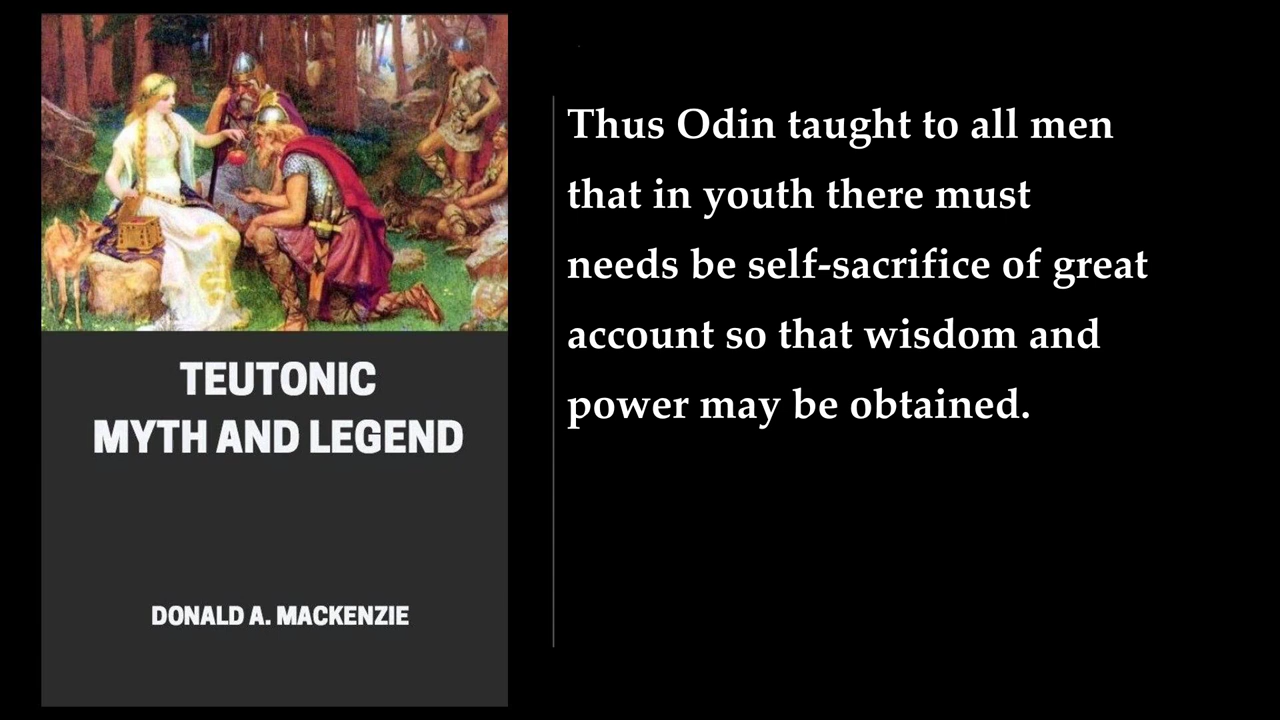 TEUTONIC
MYTH AND LEGEND
DONALD A. MACKENZIE
Thus Odin taught to all men
that in youth there must
needs be self-sacrifice of great
account so that wisdom and
power may be obtained.